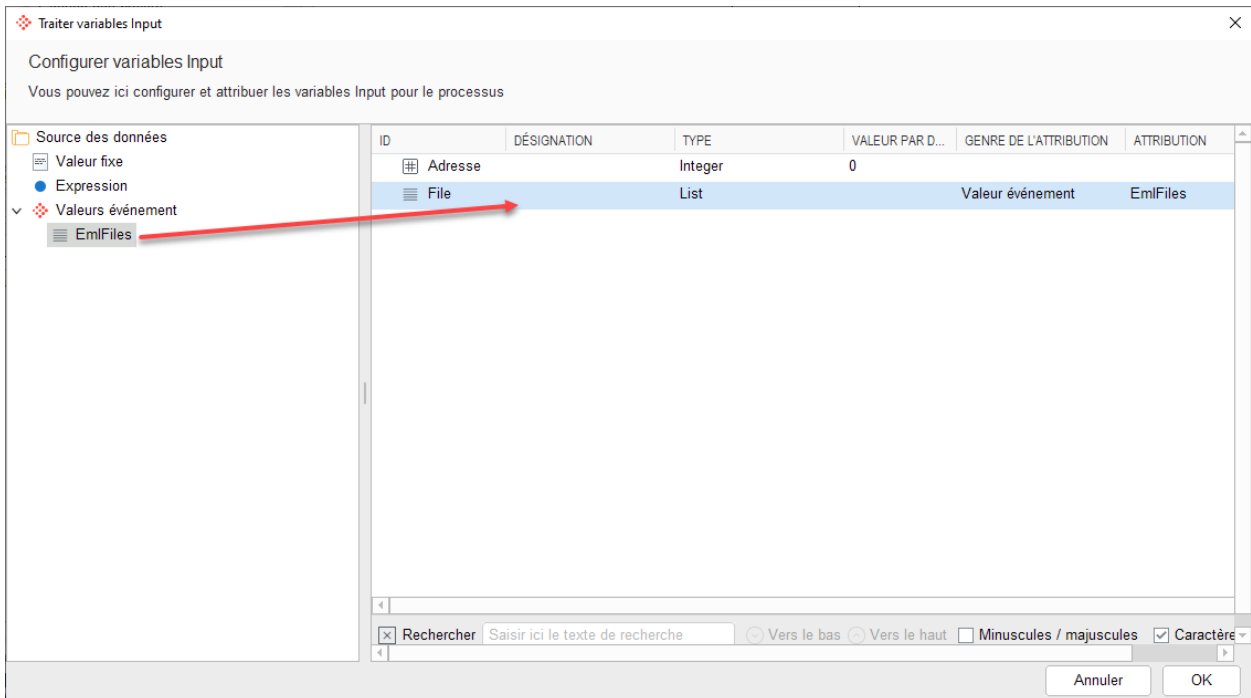 Traiter variables Input
Configurer variables Input
Vous pouvez ici configurer et attribuer les variables Input pour le processus
Source des données
Valeur fixe
Expression
Valeurs événement
EmlFiles
ID DÉSIGNATION TYPE VALEUR PAR D... GENRE DE L'ATTRIBUTION ATTRIBUTION
Adresse Integer 0
File List Valeur événement EmlFiles
Rechercher Saisir ici le texte de recherche Vers le bas Vers le haut Minuscules / majuscules Caractère
Annuler OK